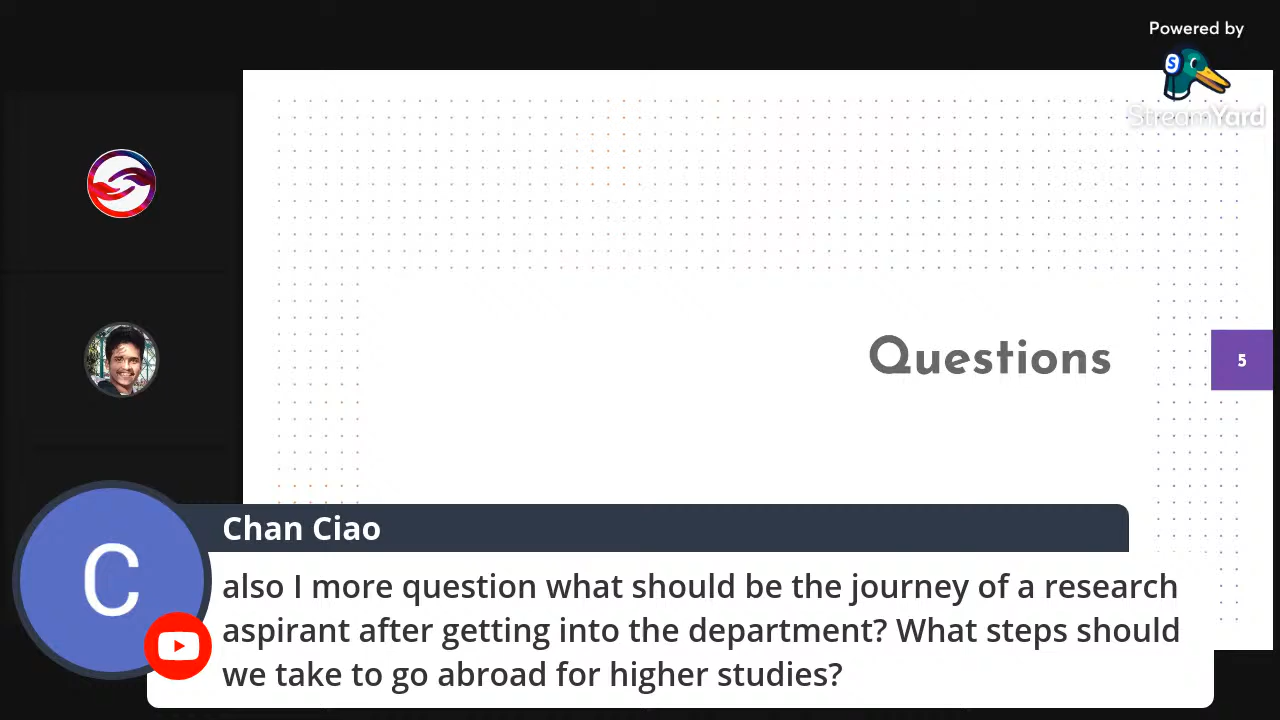 Powered by
S
StreamYard
Questions
5
C
Chan Ciao
also I more question what should be the journey of a research
aspirant after getting into the department? What steps should
we take to go abroad for higher studies?